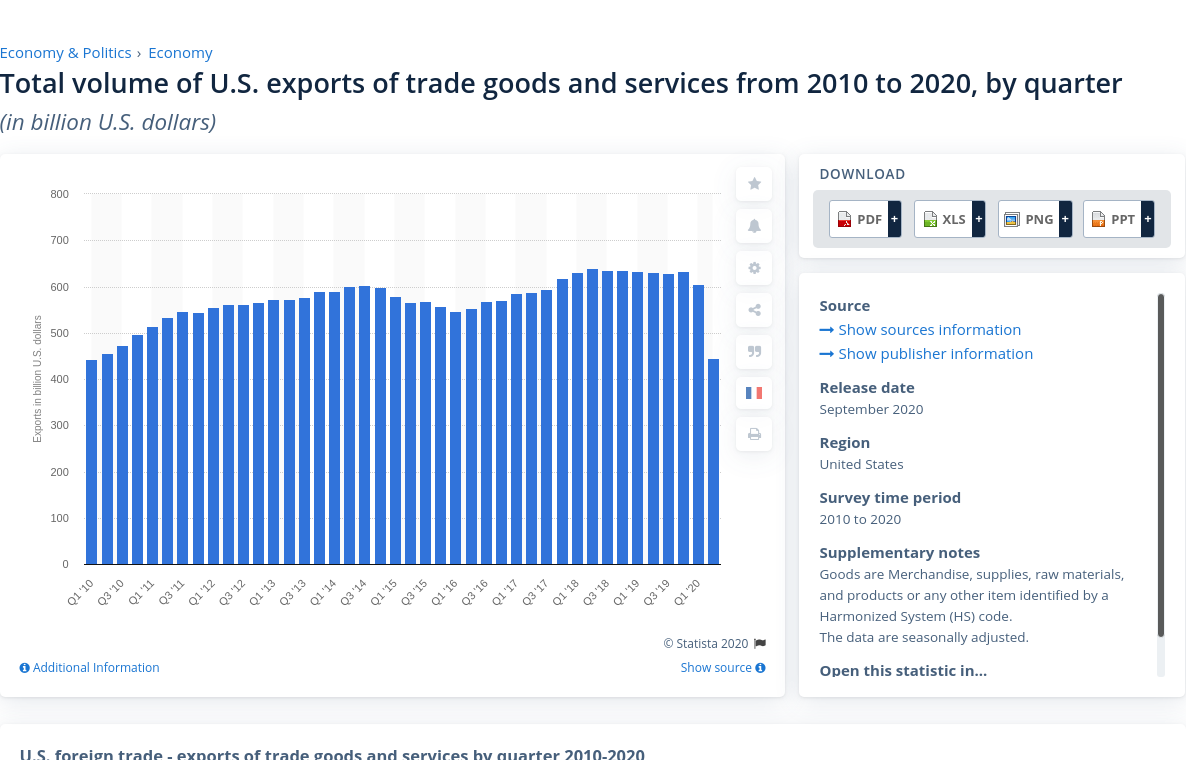 Economy & Politics › Economy
Total volume of U.S. exports of trade goods and services from 2010 to 2020, by quarter
(in billion U.S. dollars)
800
700
600
500
400
300
200
100
0
Exports in billion U.S. dollars
Q1 '10
Q3 '10
Q1 '11
Q3 '11
Q1 '12
Q3 '12
Q1 '13
Q3 '13
Q1 '14
Q3 '14
Q1 '15
Q3 '15
Q1 '16
Q3 '16
Q1 '17
Q3 '17
Q1 '18
Q3 '18
Q1 '19
Q3 '19
Q1 '20
© Statista 2020
Additional Information
Show source
DOWNLOAD
PDF + XLS + PNG + PPT +
Source
Show sources information
Show publisher information
Release date
September 2020
Region
United States
Survey time period
2010 to 2020
Supplementary notes
Goods are Merchandise, supplies, raw materials,
and products or any other item identified by a
Harmonized System (HS) code.
The data are seasonally adjusted.
Open this statistic in...
U.S. foreign trade - exports of trade goods and services by quarter 2010-2020